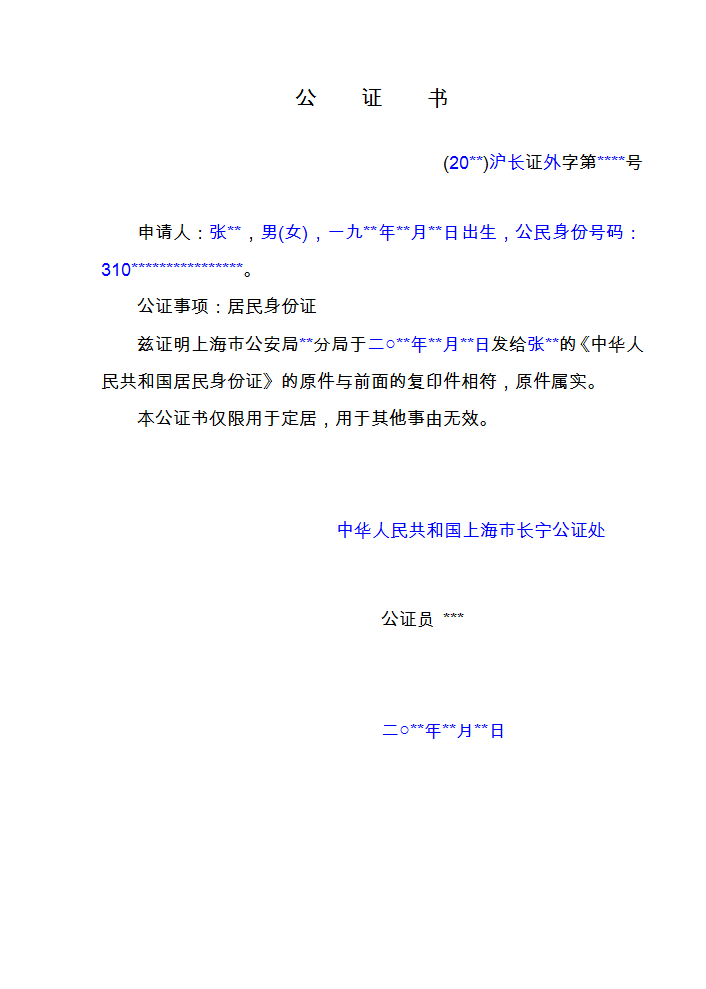 公 证 书
(20**)沪长证外字第****号
申请人：张**，男(女)，一九**年**月**日出生，公民身份号码：
310****************。
公证事项：居民身份证
兹证明上海市公安局**分局于二○**年**月**日发给张**的《中华人
民共和国居民身份证》的原件与前面的复印件相符，原件属实。
本公证书仅限用于定居，用于其他事由无效。
中华人民共和国上海市长宁公证处
公证员 ***
二○**年**月**日